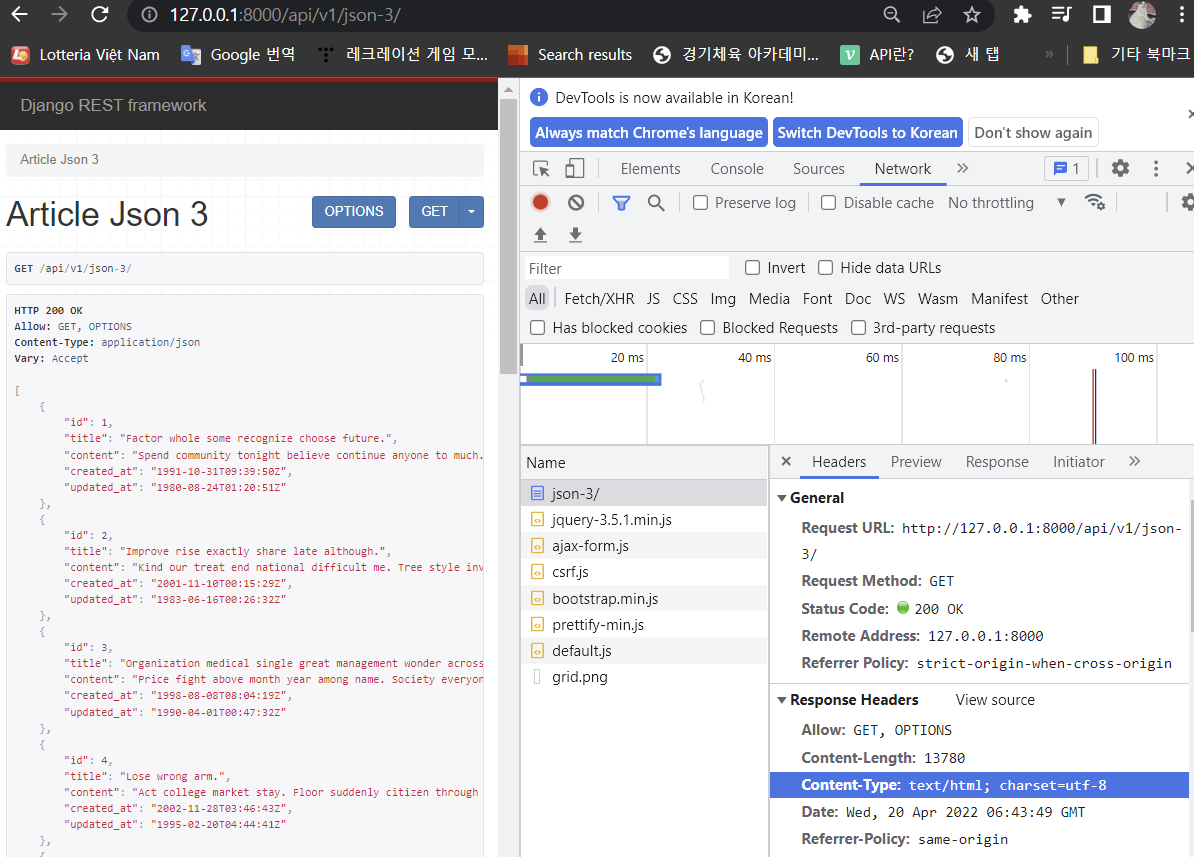 127.0.0.1:8000/api/v1/json-3/
Lotteria Việt Nam
Google 번역
레크레이션 게임 모...
Search results
경기체육 아카데미...
API란?
새 탭
»
기타 북마크
Django REST framework
Article Json 3
Article Json 3
OPTIONS
GET
GET /api/v1/json-3/
HTTP 200 OK
Allow: GET, OPTIONS
Content-Type: application/json
Vary: Accept
[
{
"id": 1,
"title": "Factor whole some recognize choose future.",
"content": "Spend community tonight believe continue anyone to much.
"created_at": "1991-10-31T09:39:50Z",
"updated_at": "1980-08-24T01:20:51Z"
},
{
"id": 2,
"title": "Improve rise exactly share late although.",
"content": "Kind our treat end national difficult me. Tree style inv
"created_at": "2001-11-10T00:15:29Z",
"updated_at": "1983-06-16T00:26:32Z"
},
{
"id": 3,
"title": "Organization medical single great management wonder across
"content": "Price fight above month year among name. Society everyon
"created_at": "1998-08-08T08:04:19Z",
"updated_at": "1990-04-01T00:47:32Z"
},
{
"id": 4,
"title": "Lose wrong arm.",
"content": "Act college market stay. Floor suddenly citizen through
"created_at": "2002-11-28T03:46:43Z",
"updated_at": "1995-02-20T04:44:41Z"
},
{
DevTools is now available in Korean!
Always match Chrome's language
Switch DevTools to Korean
Don't show again
Elements
Console
Sources
Network
»
1
Preserve log
Disable cache
No throttling
Filter
Invert
Hide data URLs
All
Fetch/XHR
JS
CSS
Img
Media
Font
Doc
WS
Wasm
Manifest
Other
Has blocked cookies
Blocked Requests
3rd-party requests
20 ms
40 ms
60 ms
80 ms
100 ms
Name
json-3/
jquery-3.5.1.min.js
ajax-form.js
csrf.js
bootstrap.min.js
prettify-min.js
default.js
grid.png
Headers
Preview
Response
Initiator
»
General
Request URL: http://127.0.0.1:8000/api/v1/json-
3/
Request Method: GET
Status Code: 200 OK
Remote Address: 127.0.0.1:8000
Referrer Policy: strict-origin-when-cross-origin
Response Headers
View source
Allow: GET, OPTIONS
Content-Length: 13780
Content-Type: text/html; charset=utf-8
Date: Wed, 20 Apr 2022 06:43:49 GMT
Referrer-Policy: same-origin